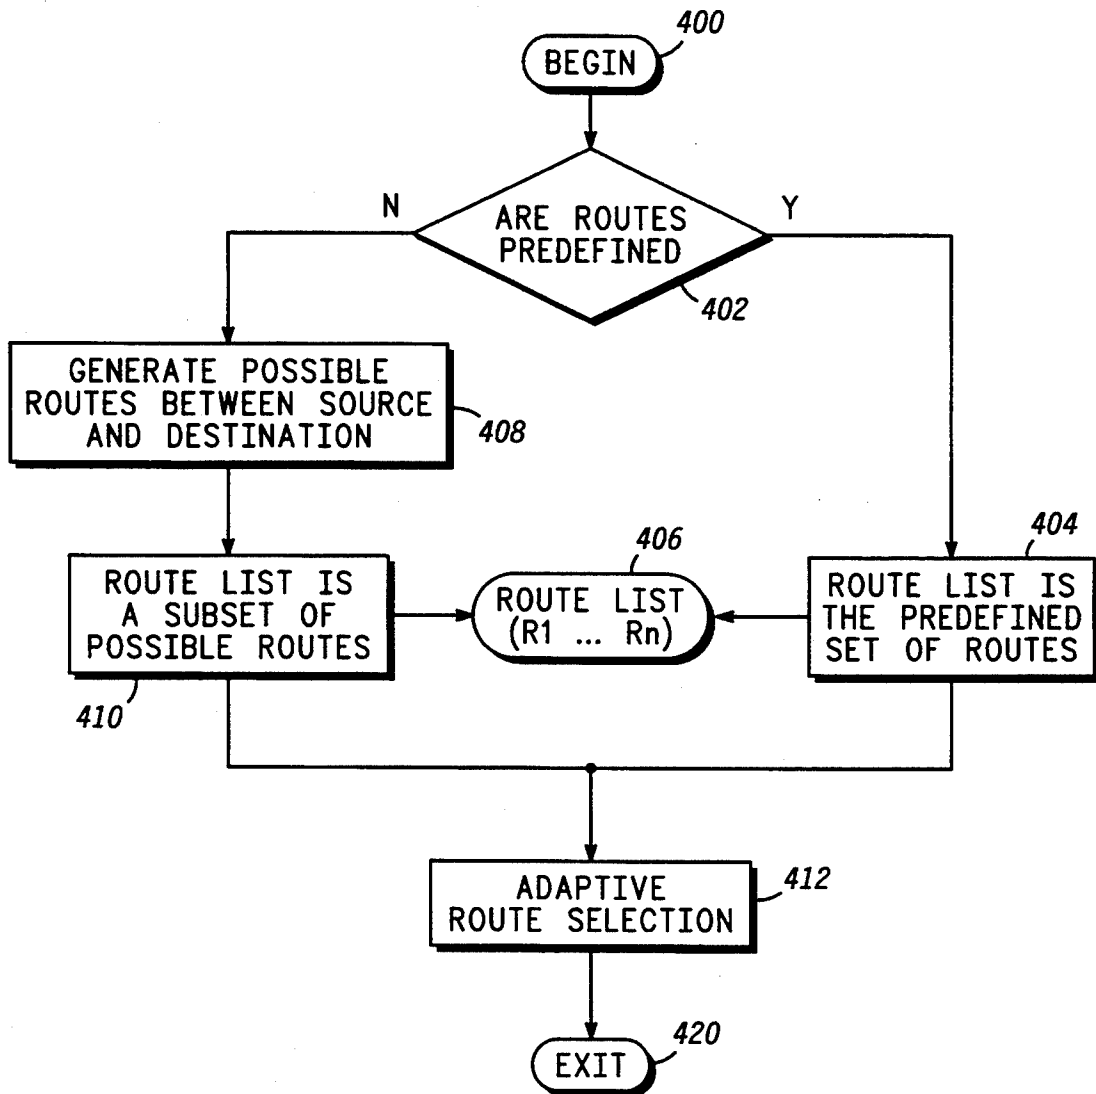 400
BEGIN
N
Y
ARE ROUTES
PREDEFINED
402
GENERATE POSSIBLE
ROUTES BETWEEN SOURCE
AND DESTINATION
408
406
404
ROUTE LIST IS
A SUBSET OF
POSSIBLE ROUTES
410
ROUTE LIST
(R1 ... Rn)
ROUTE LIST IS
THE PREDEFINED
SET OF ROUTES
ADAPTIVE
ROUTE SELECTION
412
EXIT
420